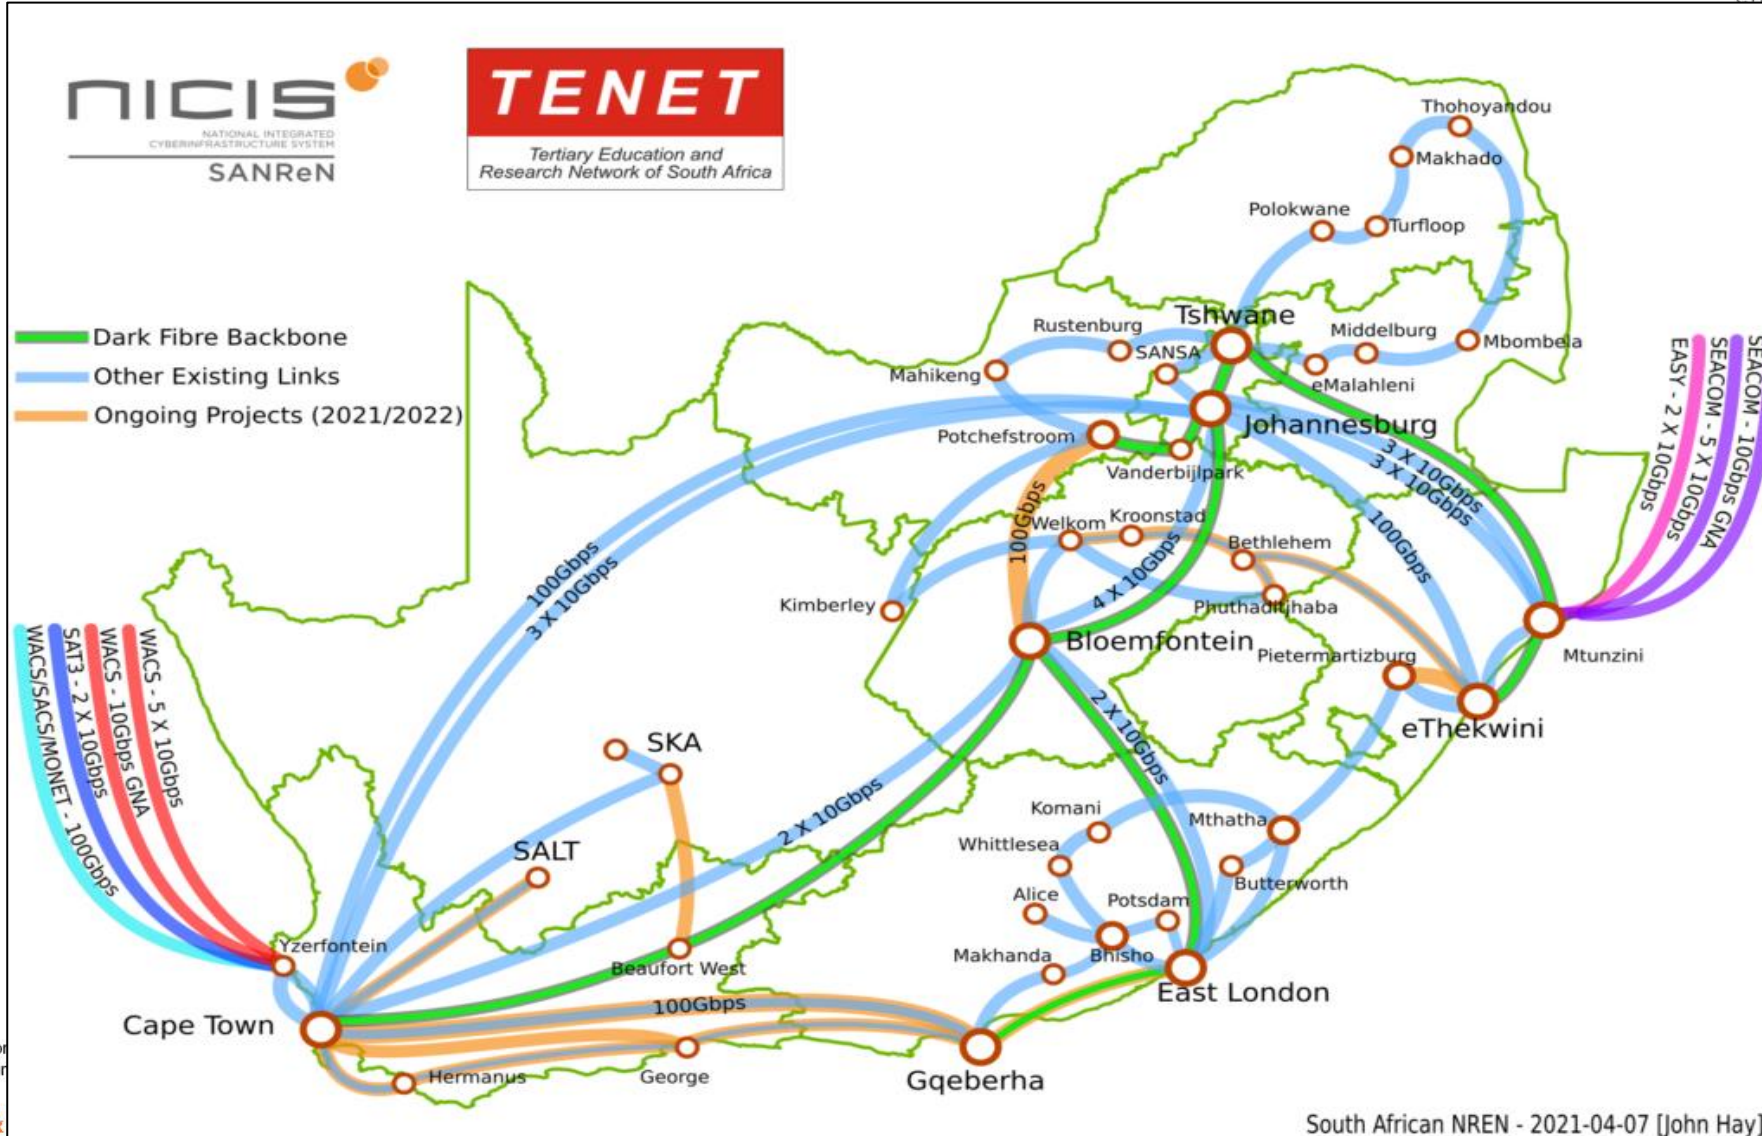 nICIS
NATIONAL INTEGRATED
CYBERINFRASTRUCTURE SYSTEM
SANReN
TENET
Tertiary Education and
Research Network of South Africa
Dark Fibre Backbone
Other Existing Links
Ongoing Projects (2021/2022)
Thohoyandou
Makhado
Polokwane
Turfloop
Tshwane
Rustenburg
SANSA
Middelburg
Mbombela
Mahikeng
eMalahleni
Johannesburg
Potchefstroom
Vanderbijlpark
3 X 10Gbps
3 X 10Gbps
100Gbps
EASY - 2 X 10Gbps
SEACOM - 5 X 10Gbps
SEACOM - 10Gbps GNA
100Gbps
Welkom
Kroonstad
Bethlehem
100Gbps
3 X 10Gbps
4 X 10Gbps
Kimberley
Phuthaditjhaba
Bloemfontein
Pietermartizburg
Mtunzini
eThekwini
2 X 10Gbps
WACS/SACS/MONET - 100Gbps
SAT3 - 2 X 10Gbps
WACS - 10Gbps GNA
WACS - 5 X 10Gbps
SKA
2 X 10Gbps
SALT
Komani
Mthatha
Whittlesea
Butterworth
Alice
Potsdam
Yzerfontein
Beaufort West
Makhanda
Bhisho
East London
100Gbps
Cape Town
Hermanus
George
Gqeberha
South African NREN - 2021-04-07 [John Hay]